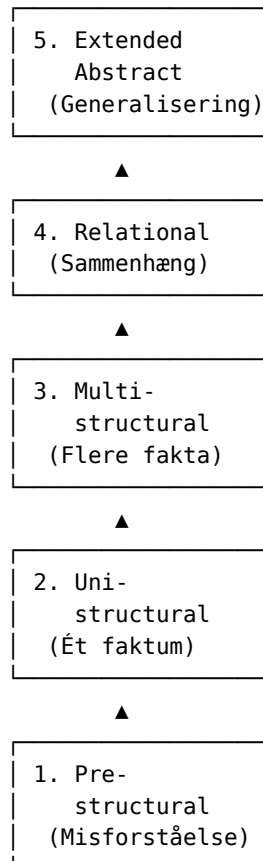 5. Extended
Abstract
(Generalisering)
▲
4. Relational
(Sammenhæng)
▲
3. Multi-
structural
(Flere fakta)
▲
2. Uni-
structural
(Ét faktum)
▲
1. Pre-
structural
(Misforståelse)